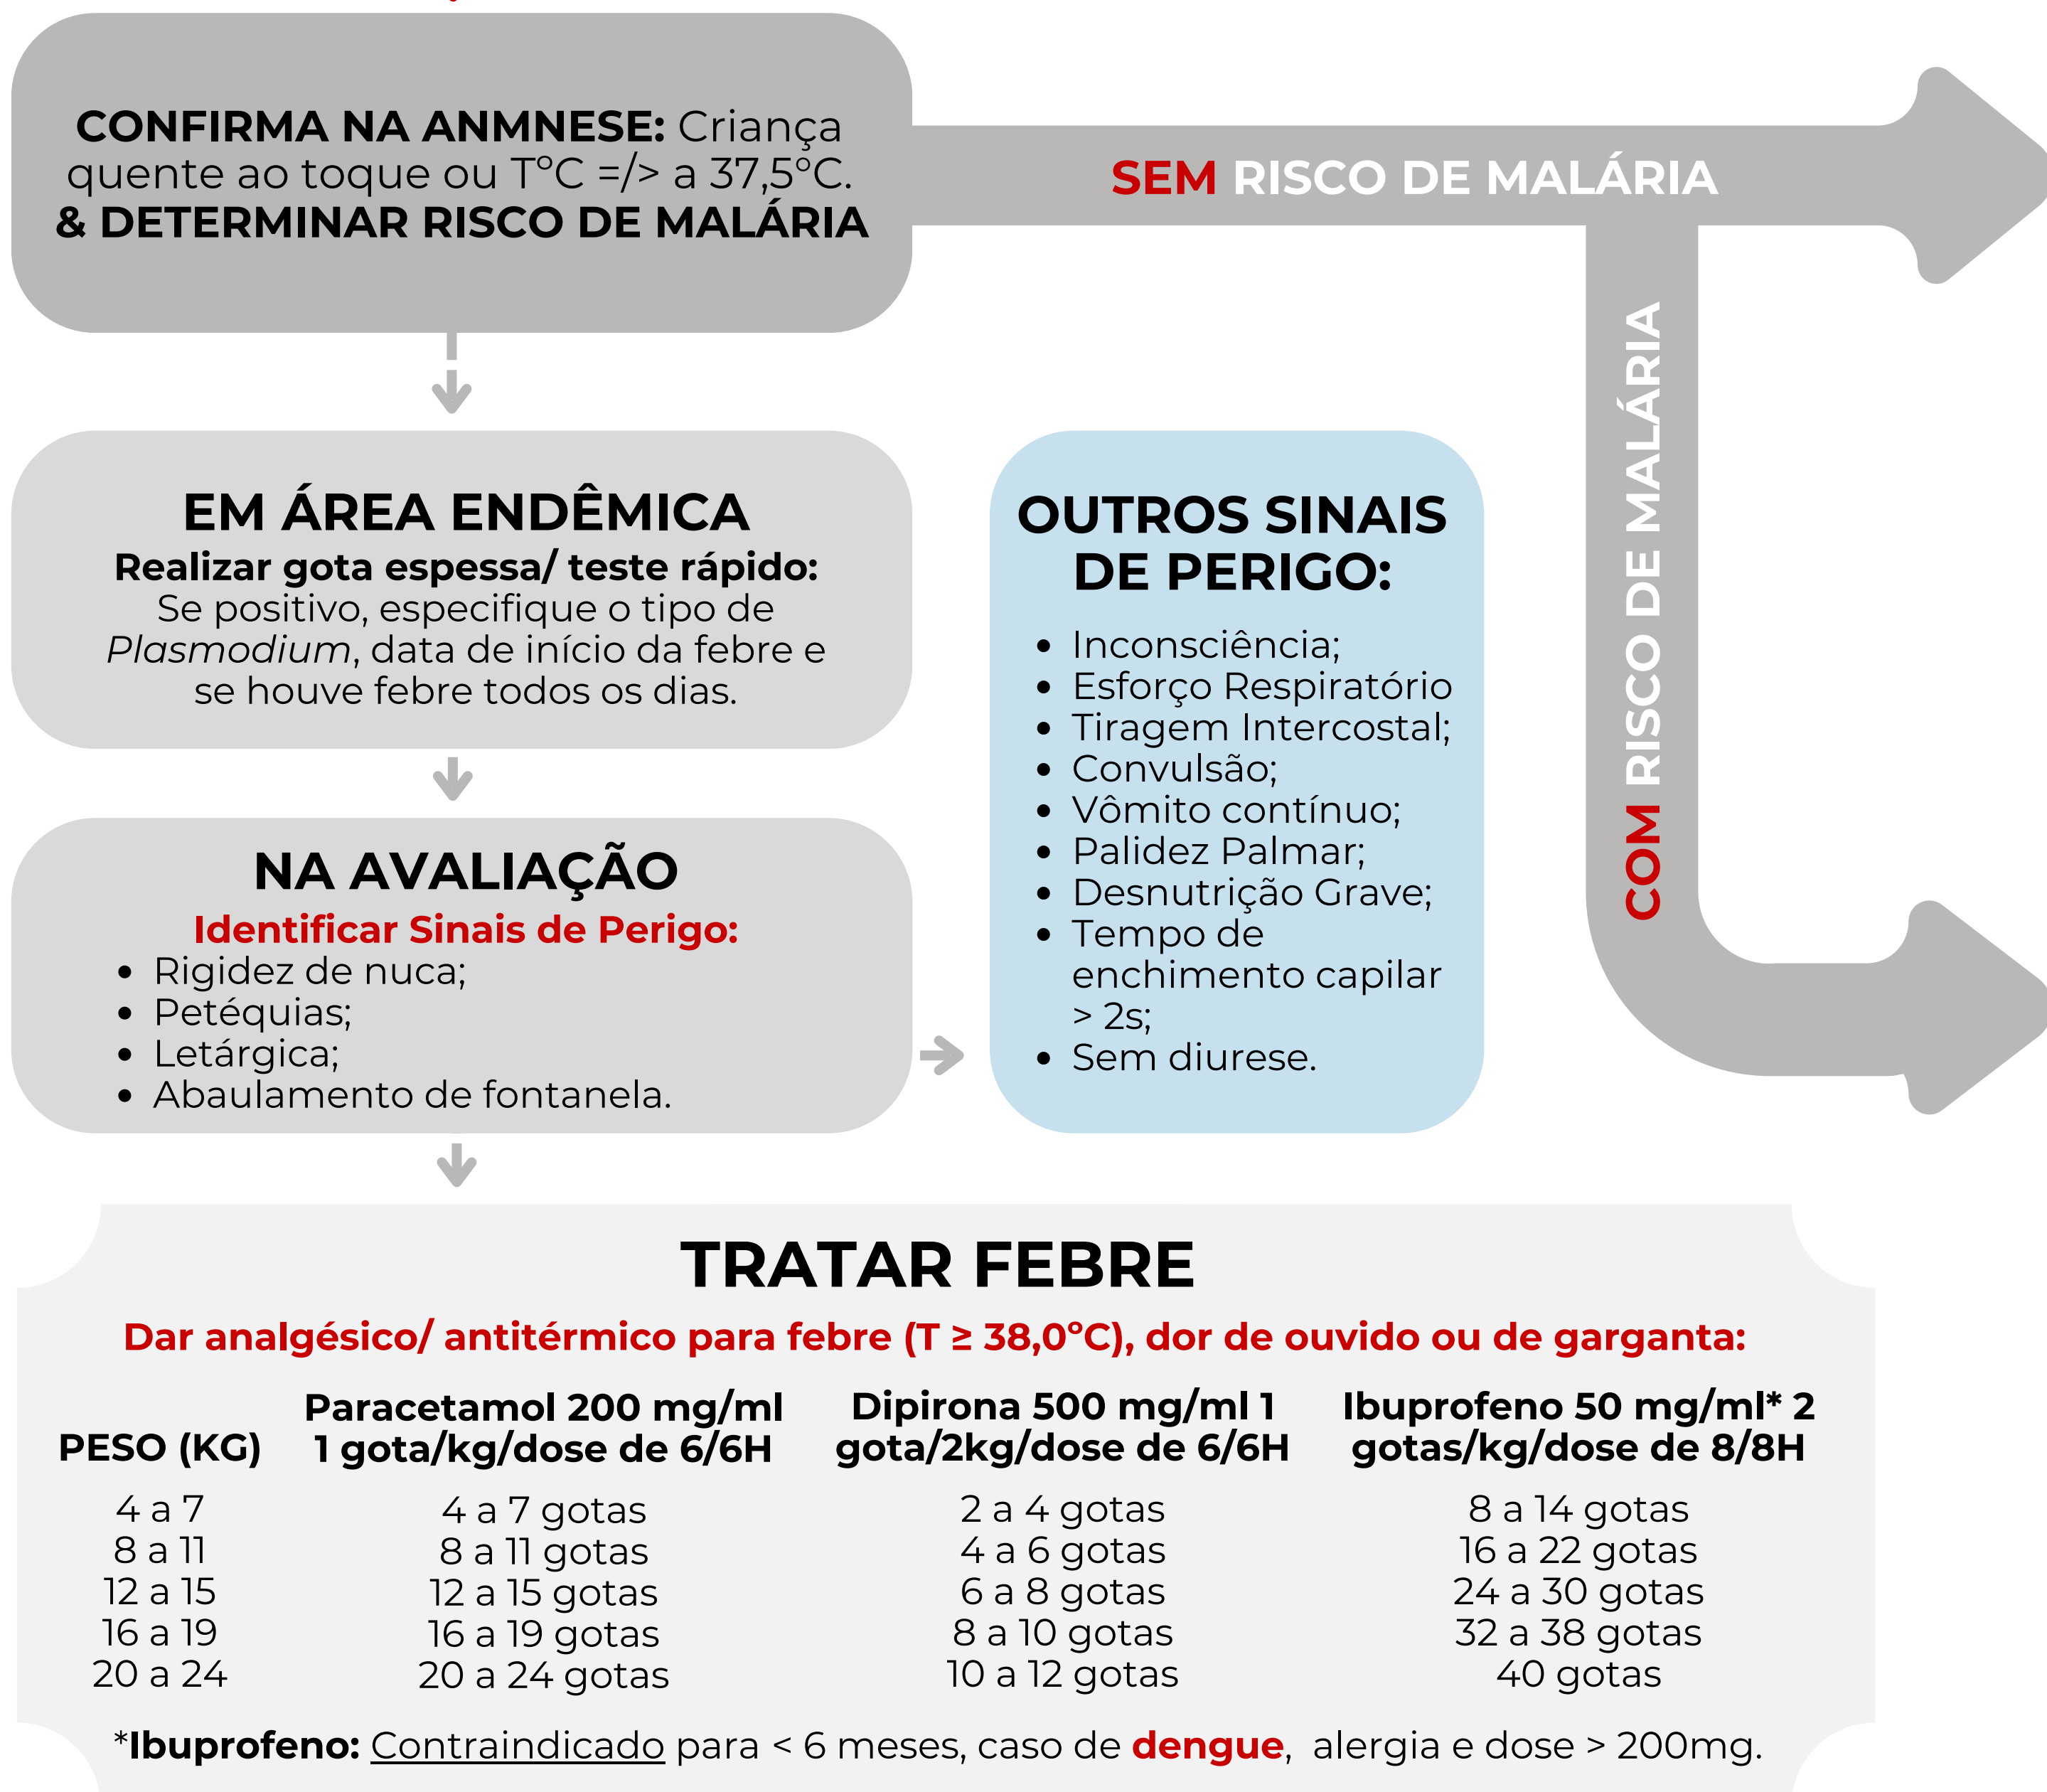 CONFIRMA NA ANMNESE: Criança
quente ao toque ou T°C =/> a 37,5°C.
& DETERMINAR RISCO DE MALÁRIA
SEM RISCO DE MALÁRIA
COM RISCO DE MALÁRIA
EM ÁREA ENDÊMICA
Realizar gota espessa/ teste rápido:
Se positivo, especifique o tipo de
Plasmodium, data de início da febre e
se houve febre todos os dias.
NA AVALIAÇÃO
Identificar Sinais de Perigo:
• Rigidez de nuca;
• Petéquias;
• Letárgica;
• Abaulamento de fontanela.
OUTROS SINAIS
DE PERIGO:
• Inconsciência;
• Esforço Respiratório
• Tiragem Intercostal;
• Convulsão;
• Vômito contínuo;
• Palidez Palmar;
• Desnutrição Grave;
• Tempo de
enchimento capilar
> 2s;
• Sem diurese.
TRATAR FEBRE
Dar analgésico/ antitérmico para febre (T ≥ 38,0ºC), dor de ouvido ou de garganta:
PESO (KG)
Paracetamol 200 mg/ml
1 gota/kg/dose de 6/6H
Dipirona 500 mg/ml 1
gota/2kg/dose de 6/6H
Ibuprofeno 50 mg/ml* 2
gotas/kg/dose de 8/8H
4 a 7 4 a 7 gotas 2 a 4 gotas 8 a 14 gotas
8 a 11 8 a 11 gotas 4 a 6 gotas 16 a 22 gotas
12 a 15 12 a 15 gotas 6 a 8 gotas 24 a 30 gotas
16 a 19 16 a 19 gotas 8 a 10 gotas 32 a 38 gotas
20 a 24 20 a 24 gotas 10 a 12 gotas 40 gotas
*Ibuprofeno: Contraindicado para < 6 meses, caso de dengue, alergia e dose > 200mg.